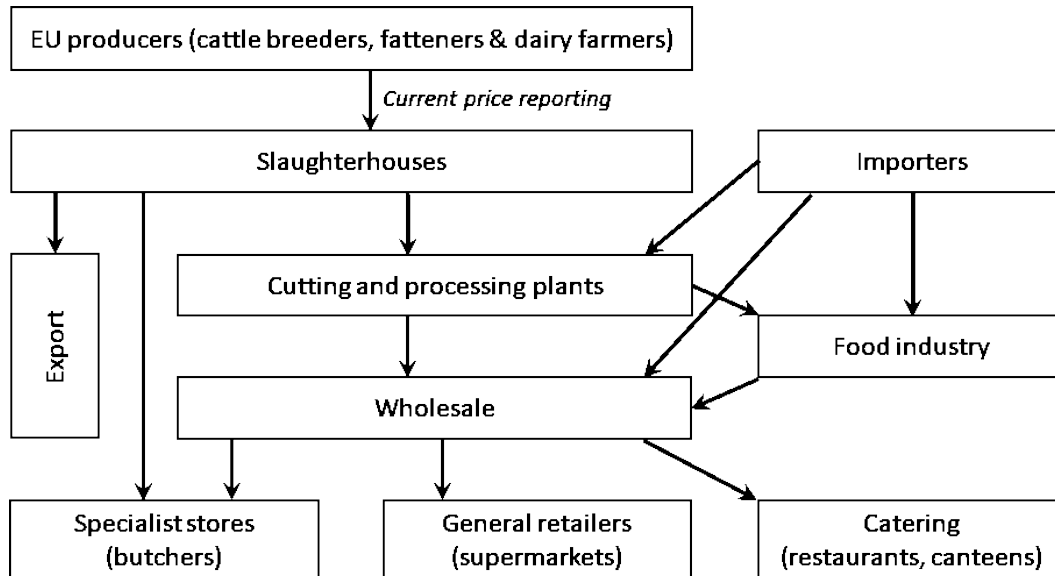 EU producers (cattle breeders, fatteners & dairy farmers)
Current price reporting
Slaughterhouses
Importers
Cutting and processing plants
Export
Food industry
Wholesale
Specialist stores
(butchers)
General retailers
(supermarkets)
Catering
(restaurants, canteens)